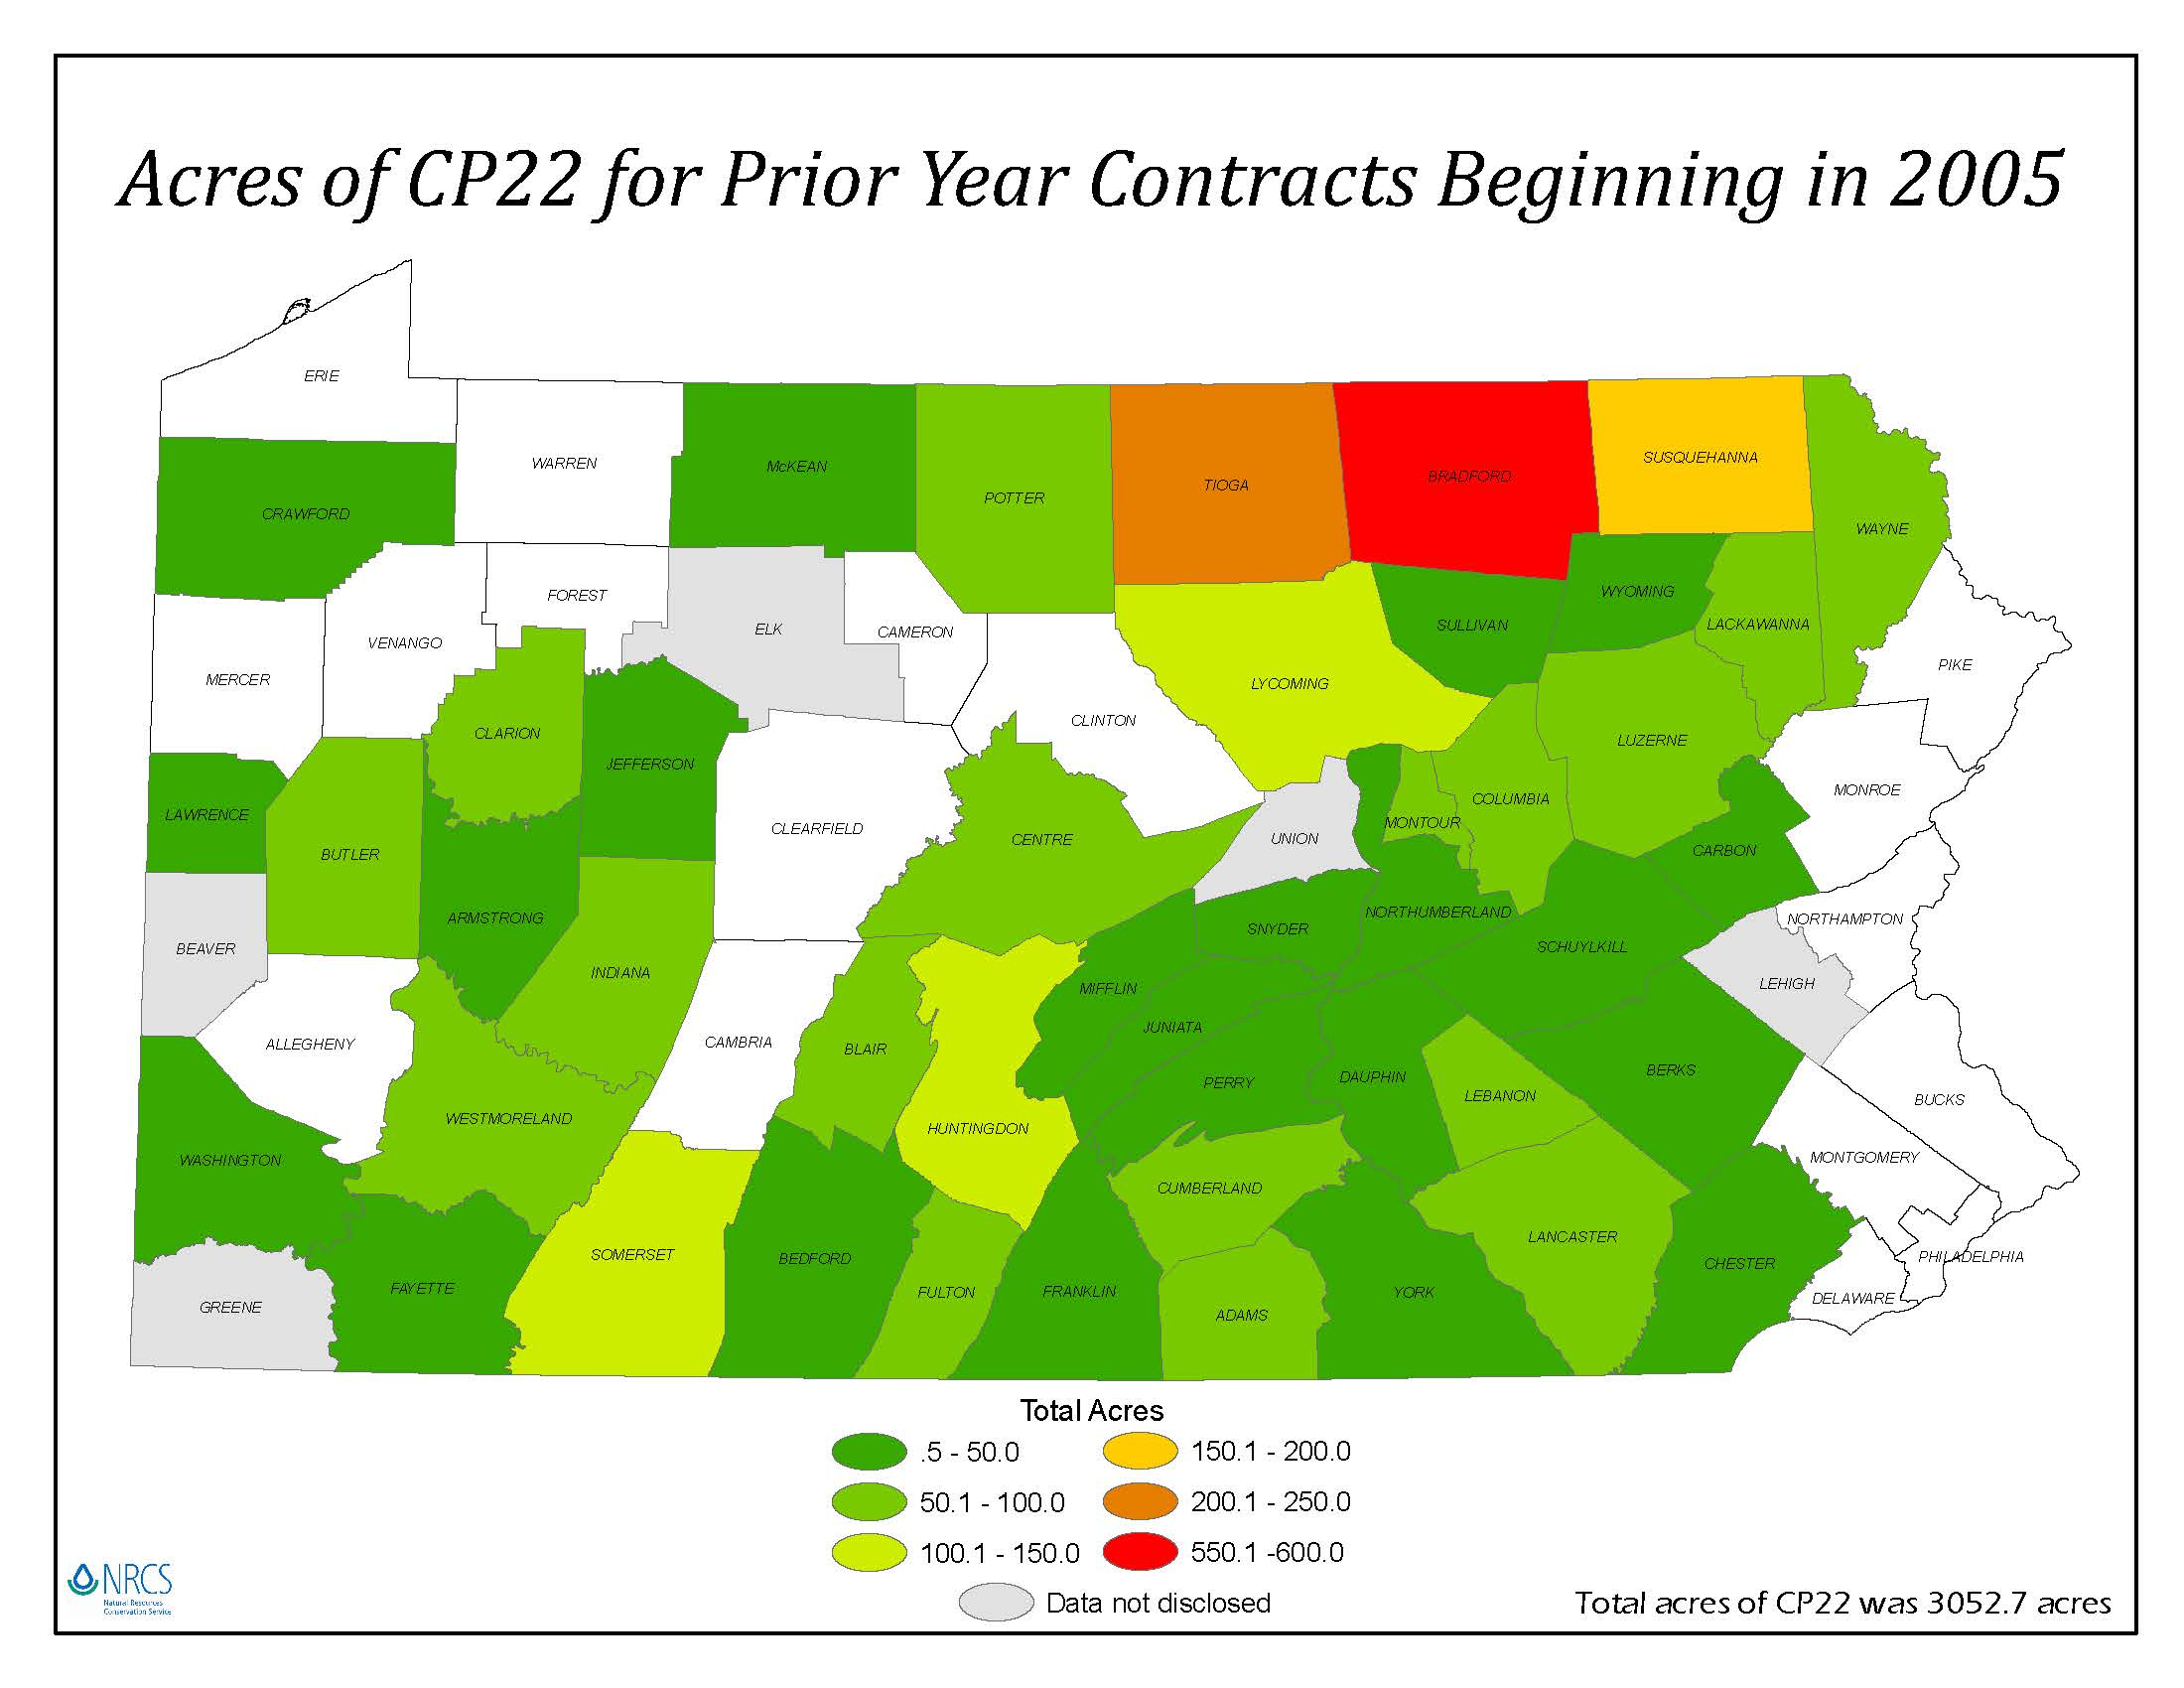 Acres of CP22 for Prior Year Contracts Beginning in 2005
ERIE
WARREN
McKEAN
POTTER
TIOGA
BRADFORD
SUSQUEHANNA
WAYNE
CRAWFORD
FOREST
ELK
CAMERON
VENANGO
MERCER
SULLIVAN
WYOMING
LACKAWANNA
PIKE
LYCOMING
CLINTON
CLARION
JEFFERSON
LUZERNE
MONROE
LAWRENCE
BUTLER
CLEARFIELD
CENTRE
UNION
MONTOUR
COLUMBIA
CARBON
ARMSTRONG
NORTHUMBERLAND
NORTHAMPTON
SNYDER
SCHUYLKILL
BEAVER
INDIANA
LEHIGH
MIFFLIN
JUNIATA
ALLEGHENY
CAMBRIA
BLAIR
PERRY
DAUPHIN
BERKS
LEBANON
BUCKS
WESTMORELAND
HUNTINGDON
WASHINGTON
MONTGOMERY
CUMBERLAND
LANCASTER
SOMERSET
BEDFORD
PHILADELPHIA
CHESTER
FAYETTE
FULTON
FRANKLIN
YORK
DELAWARE
GREENE
ADAMS
Total Acres
.5 - 50.0
150.1 - 200.0
50.1 - 100.0
200.1 - 250.0
100.1 - 150.0
550.1 -600.0
Data not disclosed
NRCS
Natural Resources
Conservation Service
Total acres of CP22 was 3052.7 acres